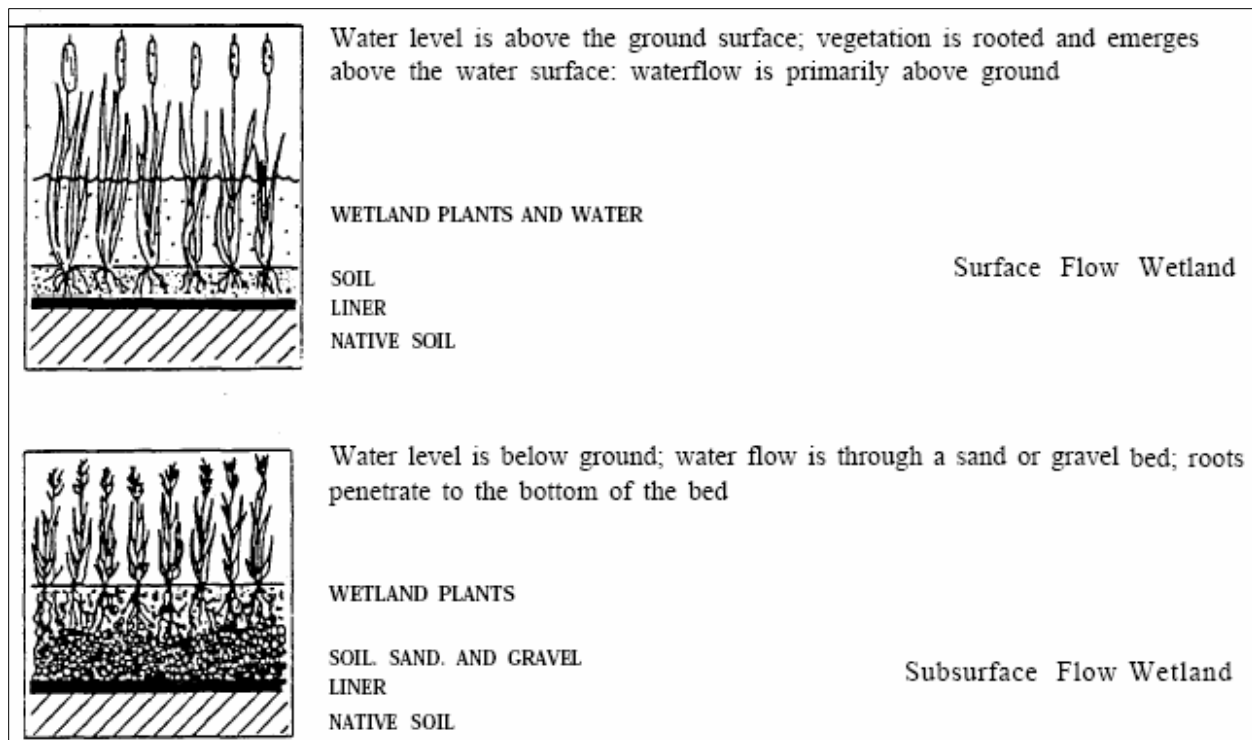 Water level is above the ground surface; vegetation is rooted and emerges
above the water surface: waterflow is primarily above ground
WETLAND PLANTS AND WATER
Surface Flow Wetland
SOIL
LINER
NATIVE SOIL
Water level is below ground; water flow is through a sand or gravel bed; roots
penetrate to the bottom of the bed
WETLAND PLANTS
SOIL. SAND. AND GRAVEL
Subsurface Flow Wetland
LINER
NATIVE SOIL